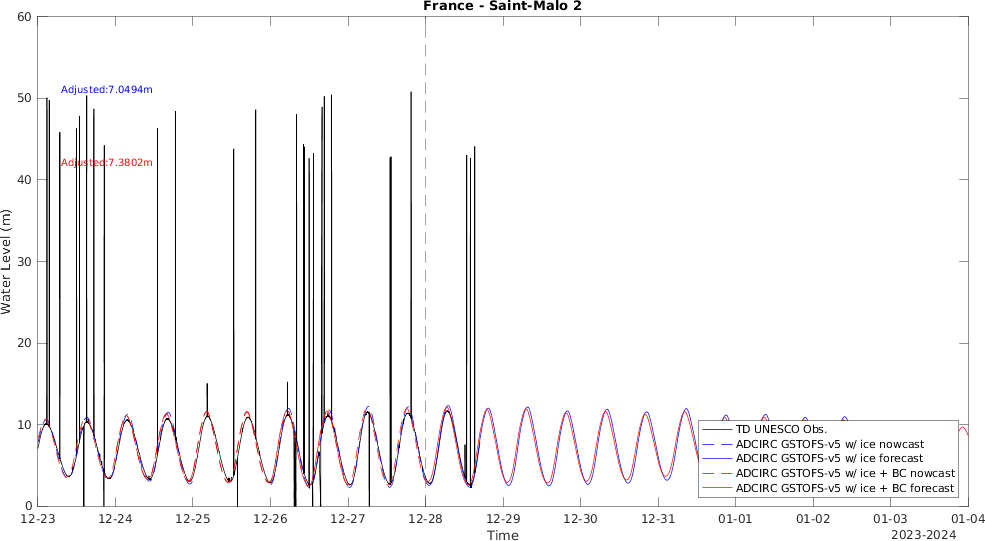 France - Saint-Malo 2
60
50
40
30
20
10
0
Water Level (m)
Adjusted:7.0494m
Adjusted:7.3802m
TD UNESCO Obs.
ADCIRC GSTOFS-v5 w/ ice nowcast
ADCIRC GSTOFS-v5 w/ ice forecast
ADCIRC GSTOFS-v5 w/ ice + BC nowcast
ADCIRC GSTOFS-v5 w/ ice + BC forecast
12-23 12-24 12-25 12-26 12-27 12-28 12-29 12-30 12-31 01-01 01-02 01-03 01-04
Time
2023-2024